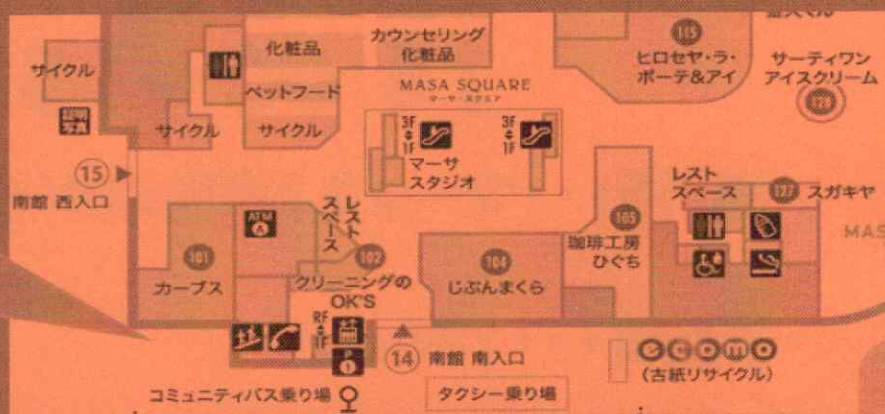 化粧品
カウンセリング
化粧品
115
ヒロセヤ・ラ・
ボーテ&アイ
サーティワン
アイスクリーム
128
サイクル
ペットフード
MASA SQUARE
マーサ・スクエア
証明
写真
サイクル
サイクル
3F
1F
マーサ
スタジオ
3F
1F
15
南館 西入口
レスト
スペース
127
スガキヤ
ATM
A
レスト
スペース
105
珈琲工房
ひぐち
MAS
101
カーブス
102
クリーニングの
OK'S
104
じぶんまくら
RF
1F
P
1
14
南館 南入口
(古紙リサイクル)
コミュニティバス乗り場
タクシー乗り場